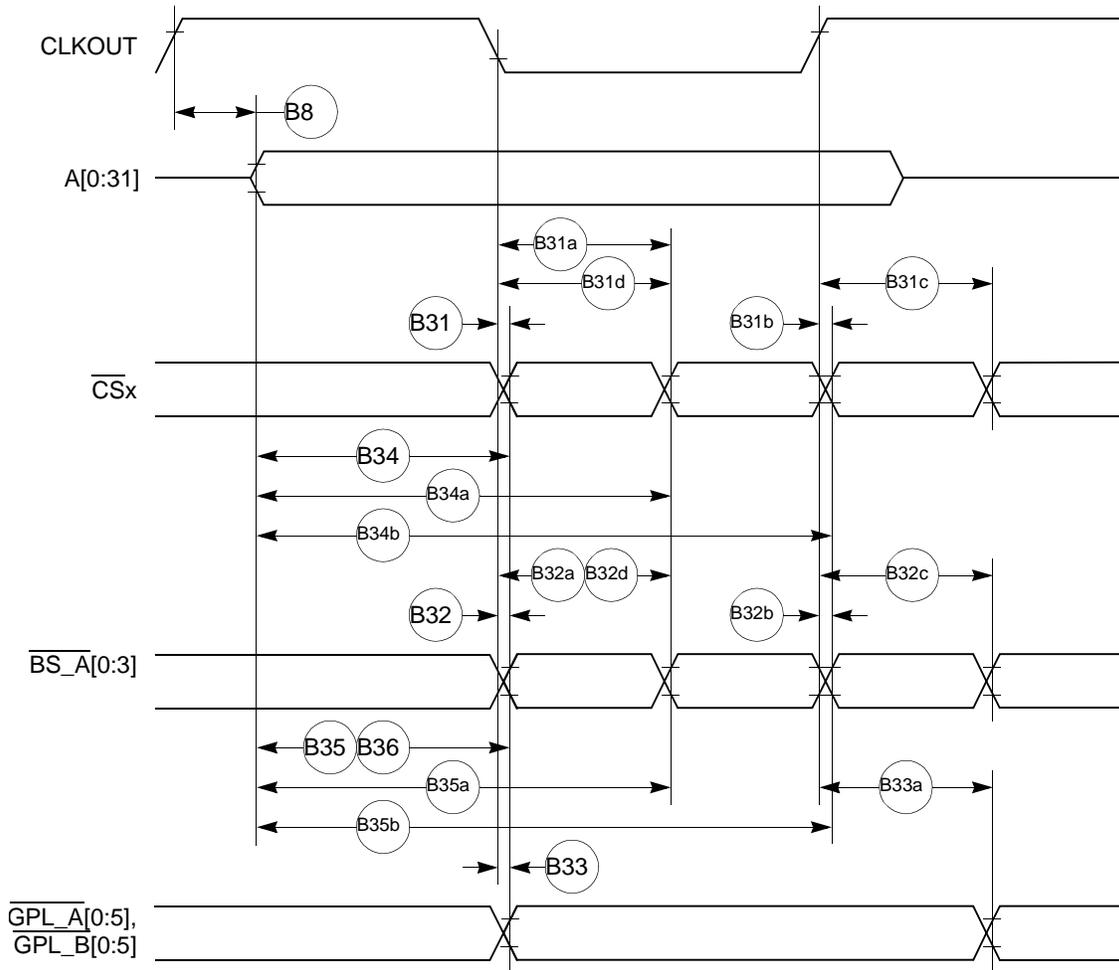 CLKOUT
B8
A[0:31]
B31a
B31d
B31c
B31
B31b
CSx
B34
B34a
B34b
B32a B32d
B32c
B32
B32b
BS_A[0:3]
B35 B36
B35a
B33a
B35b
B33
GPL_A[0:5],
GPL_B[0:5]